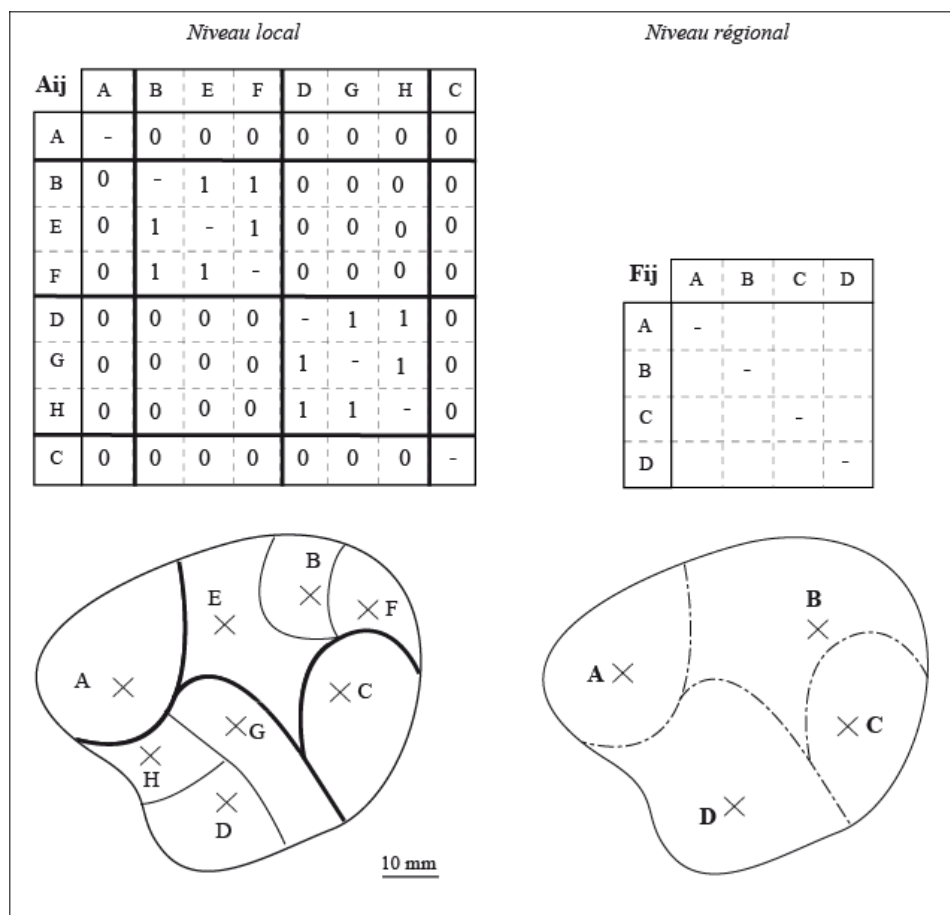 Niveau local
Niveau régional
Aij A B E F D G H C
A - 0 0 0 0 0 0 0
B 0 - 1 1 0 0 0 0
E 0 1 - 1 0 0 0 0
F 0 1 1 - 0 0 0 0
D 0 0 0 0 - 1 1 0
G 0 0 0 0 1 - 1 0
H 0 0 0 0 1 1 - 0
C 0 0 0 0 0 0 0 -
Fij A B C D
A -
B -
C -
D -
B
E
F
A
C
G
H
D
10 mm
B
A
C
D